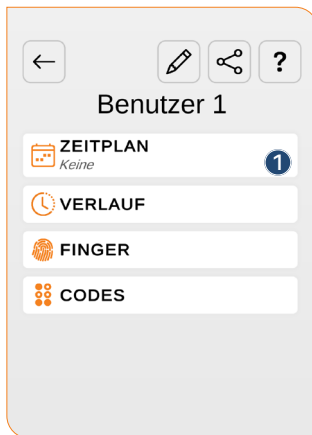 ?
Benutzer 1
ZEITPLAN
Keine
1
VERLAUF
FINGER
CODES